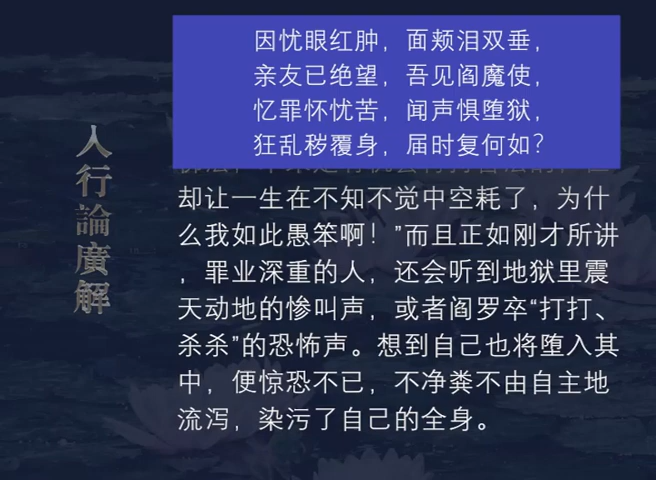 因忧眼红肿，面颊泪双垂，
亲友已绝望，吾见阎魔使，
忆罪怀忧苦，闻声惧堕狱，
狂乱秽覆身，届时复何如？
人行論廣解
却让一生在不知不觉中空耗了，为什
么我如此愚笨啊！”而且正如刚才所讲
，罪业深重的人，还会听到地狱里震
天动地的惨叫声，或者阎罗卒“打打、
杀杀”的恐怖声。想到自己也将堕入其
中，便惊恐不已，不净粪不由自主地
流泻，染污了自己的全身。